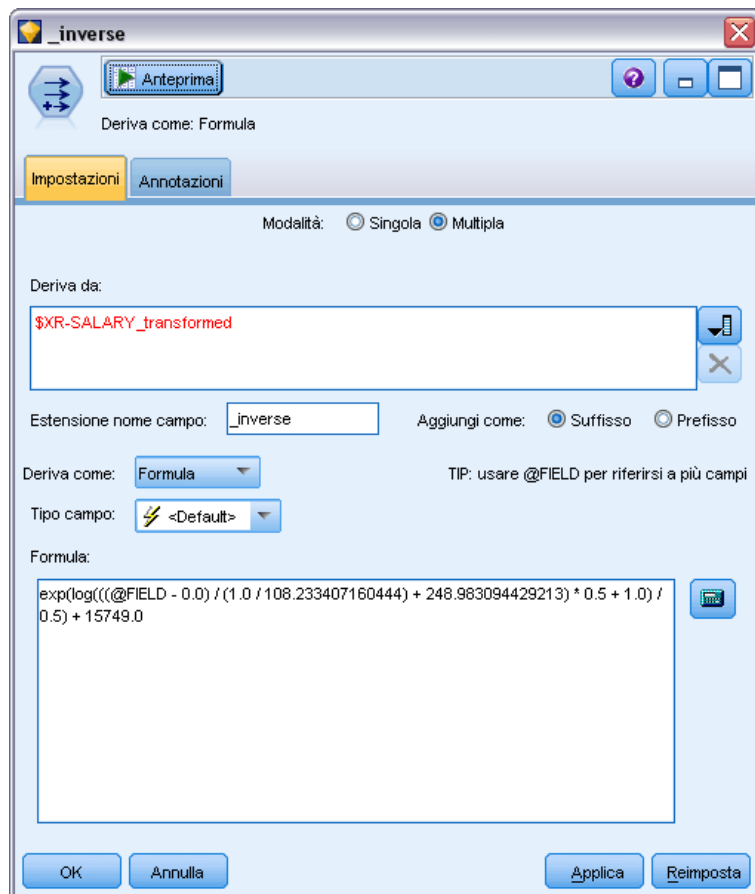 _inverse
Anteprima
Deriva come: Formula
Impostazioni Annotazioni
Modalità: Singola Multipla
Deriva da:
$XR-SALARY_transformed
Estensione nome campo: _inverse Aggiungi come: Suffisso Prefisso
Deriva come: Formula TIP: usare @FIELD per riferirsi a più campi
Tipo campo: <Default>
Formula:
exp(log(((@FIELD - 0.0) / (1.0 / 108.233407160444) + 248.983094429213) * 0.5 + 1.0) /
0.5) + 15749.0
OK Annulla Applica Reimposta